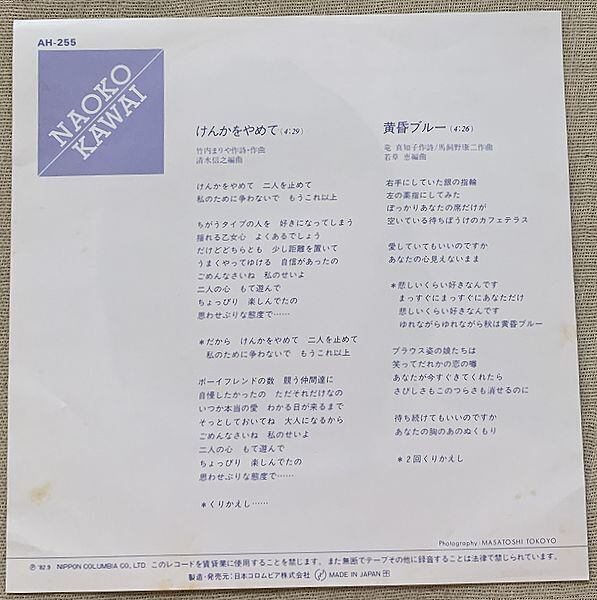 AH-255
NAOKO
KAWAI
けんかをやめて (4:29)
竹内まりや作詩・作曲
清水信之編曲
けんかをやめて 二人を止めて
私のために争わないで もうこれ以上
ちがうタイプの人を 好きになってしまう
揺れる乙女心 よくあるでしょう
だけどどちらとも 少し距離を置いて
うまくやってゆける 自信があったの
ごめんなさいね 私のせいよ
二人の心 もて遊んで
ちょっぴり 楽しんでたの
思わせぶりな態度で……
*だから けんかをやめて 二人を止めて
私のために争わないで もうこれ以上
ボーイフレンドの数 競う仲間達に
自慢したかったの ただそれだけなの
いつか本当の愛 わかる日が来るまで
そっとしておいてね 大人になるから
ごめんなさいね 私のせいよ
二人の心 もて遊んで
ちょっぴり 楽しんでたの
思わせぶりな態度で……
*くりかえし……
黄昏ブルー (4:26)
竜 真知子作詩/馬飼野康二作曲
若草 恵編曲
右手にしていた銀の指輪
左の薬指にしてみた
ぽっかりあなたの席だけが
空いている待ちぼうけのカフェテラス
愛していてもいいのですか
あなたの心見えないまま
*悲しいくらい好きなんです
まっすぐにまっすぐにあなただけ
悲しいくらい好きなんです
ゆれながらゆれながら秋は黄昏ブルー
ブラウス姿の娘たちは
笑ってだれかの恋の噂
あなたが今すぐきてくれたら
さびしさもこのつらさも消せるのに
待ち続けてもいいのですか
あなたの胸のあのぬくもり
*2回くりかえし
Photography:MASATOSHI TOKOYO
Ⓟ '82.9 NIPPON COLUMBIA CO., LTD. このレコードを賃貸業に使用することを禁じます。また無断でテープその他に録音することは法律で禁じられています。
製造・発売元:日本コロムビア株式会社 MADE IN JAPAN